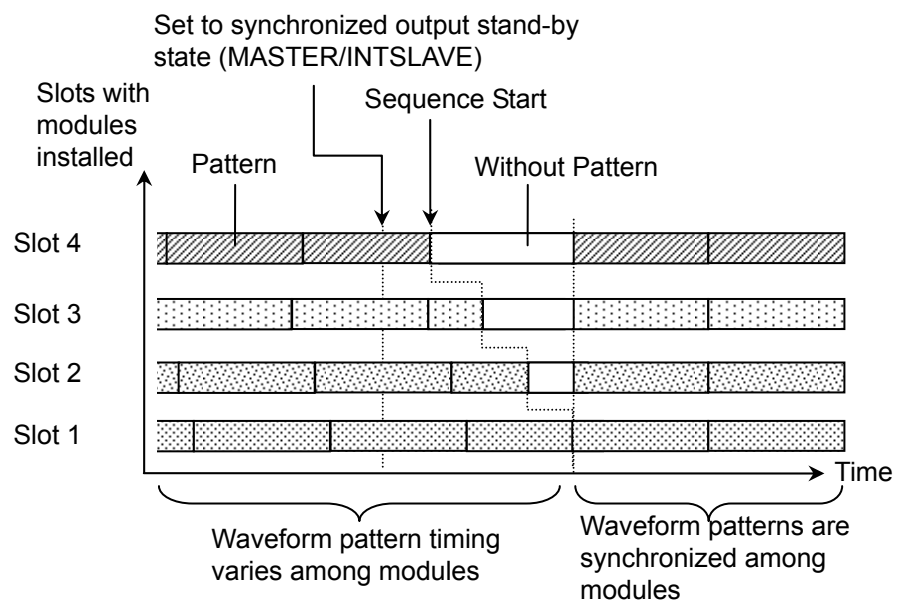 Set to synchronized output stand-by
state (MASTER/INTSLAVE)
Slots with
modules
installed
Sequence Start
Pattern
Without Pattern
Slot 4
Slot 3
Slot 2
Slot 1
Time
Waveform pattern timing
varies among modules
Waveform patterns are
synchronized among
modules